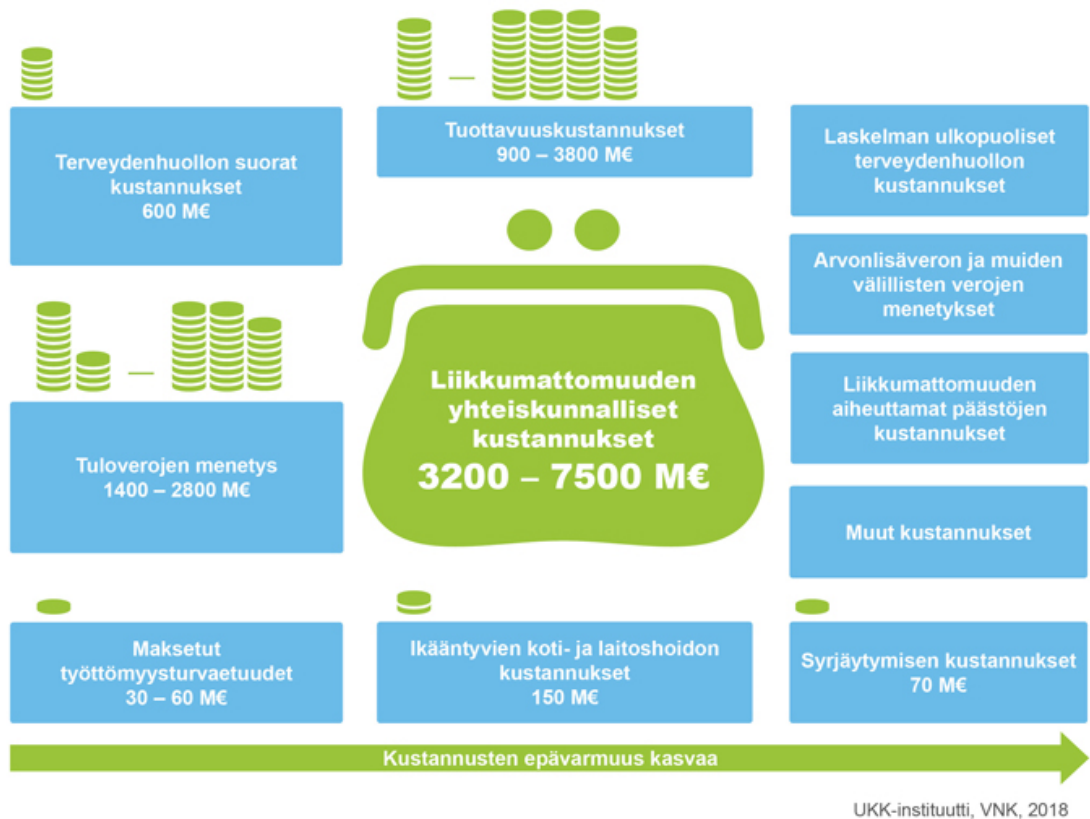 Terveydenhuollon suorat
kustannukset
600 M€
Tuottavuuskustannukset
900 – 3800 M€
Laskelman ulkopuoliset
terveydenhuollon
kustannukset
Arvonlisäveron ja muiden
välillisten verojen
menetykset
Tuloverojen menetys
1400 – 2800 M€
Liikkumattomuuden
yhteiskunnalliset
kustannukset
3200 – 7500 M€
Liikkumattomuuden
aiheuttamat päästöjen
kustannukset
Muut kustannukset
Maksetut
työttömyysturvaetuudet
30 – 60 M€
Ikääntyvien koti- ja laitoshoidon
kustannukset
150 M€
Syrjäytymisen kustannukset
70 M€
Kustannusten epävarmuus kasvaa
UKK-instituutti, VNK, 2018